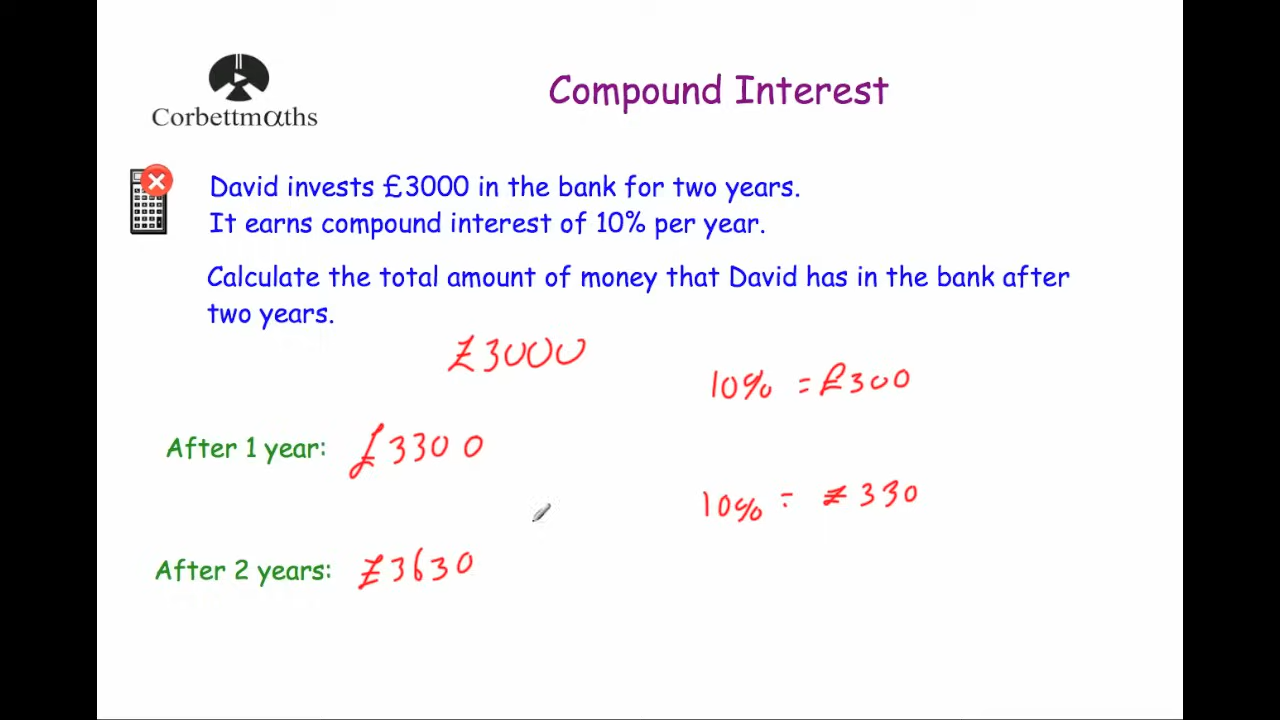 Corbettmαths
Compound Interest
David invests £3000 in the bank for two years.
It earns compound interest of 10% per year.
Calculate the total amount of money that David has in the bank after
two years.
£3000
10% = £300
After 1 year: £3300
10% = £330
After 2 years: £3630